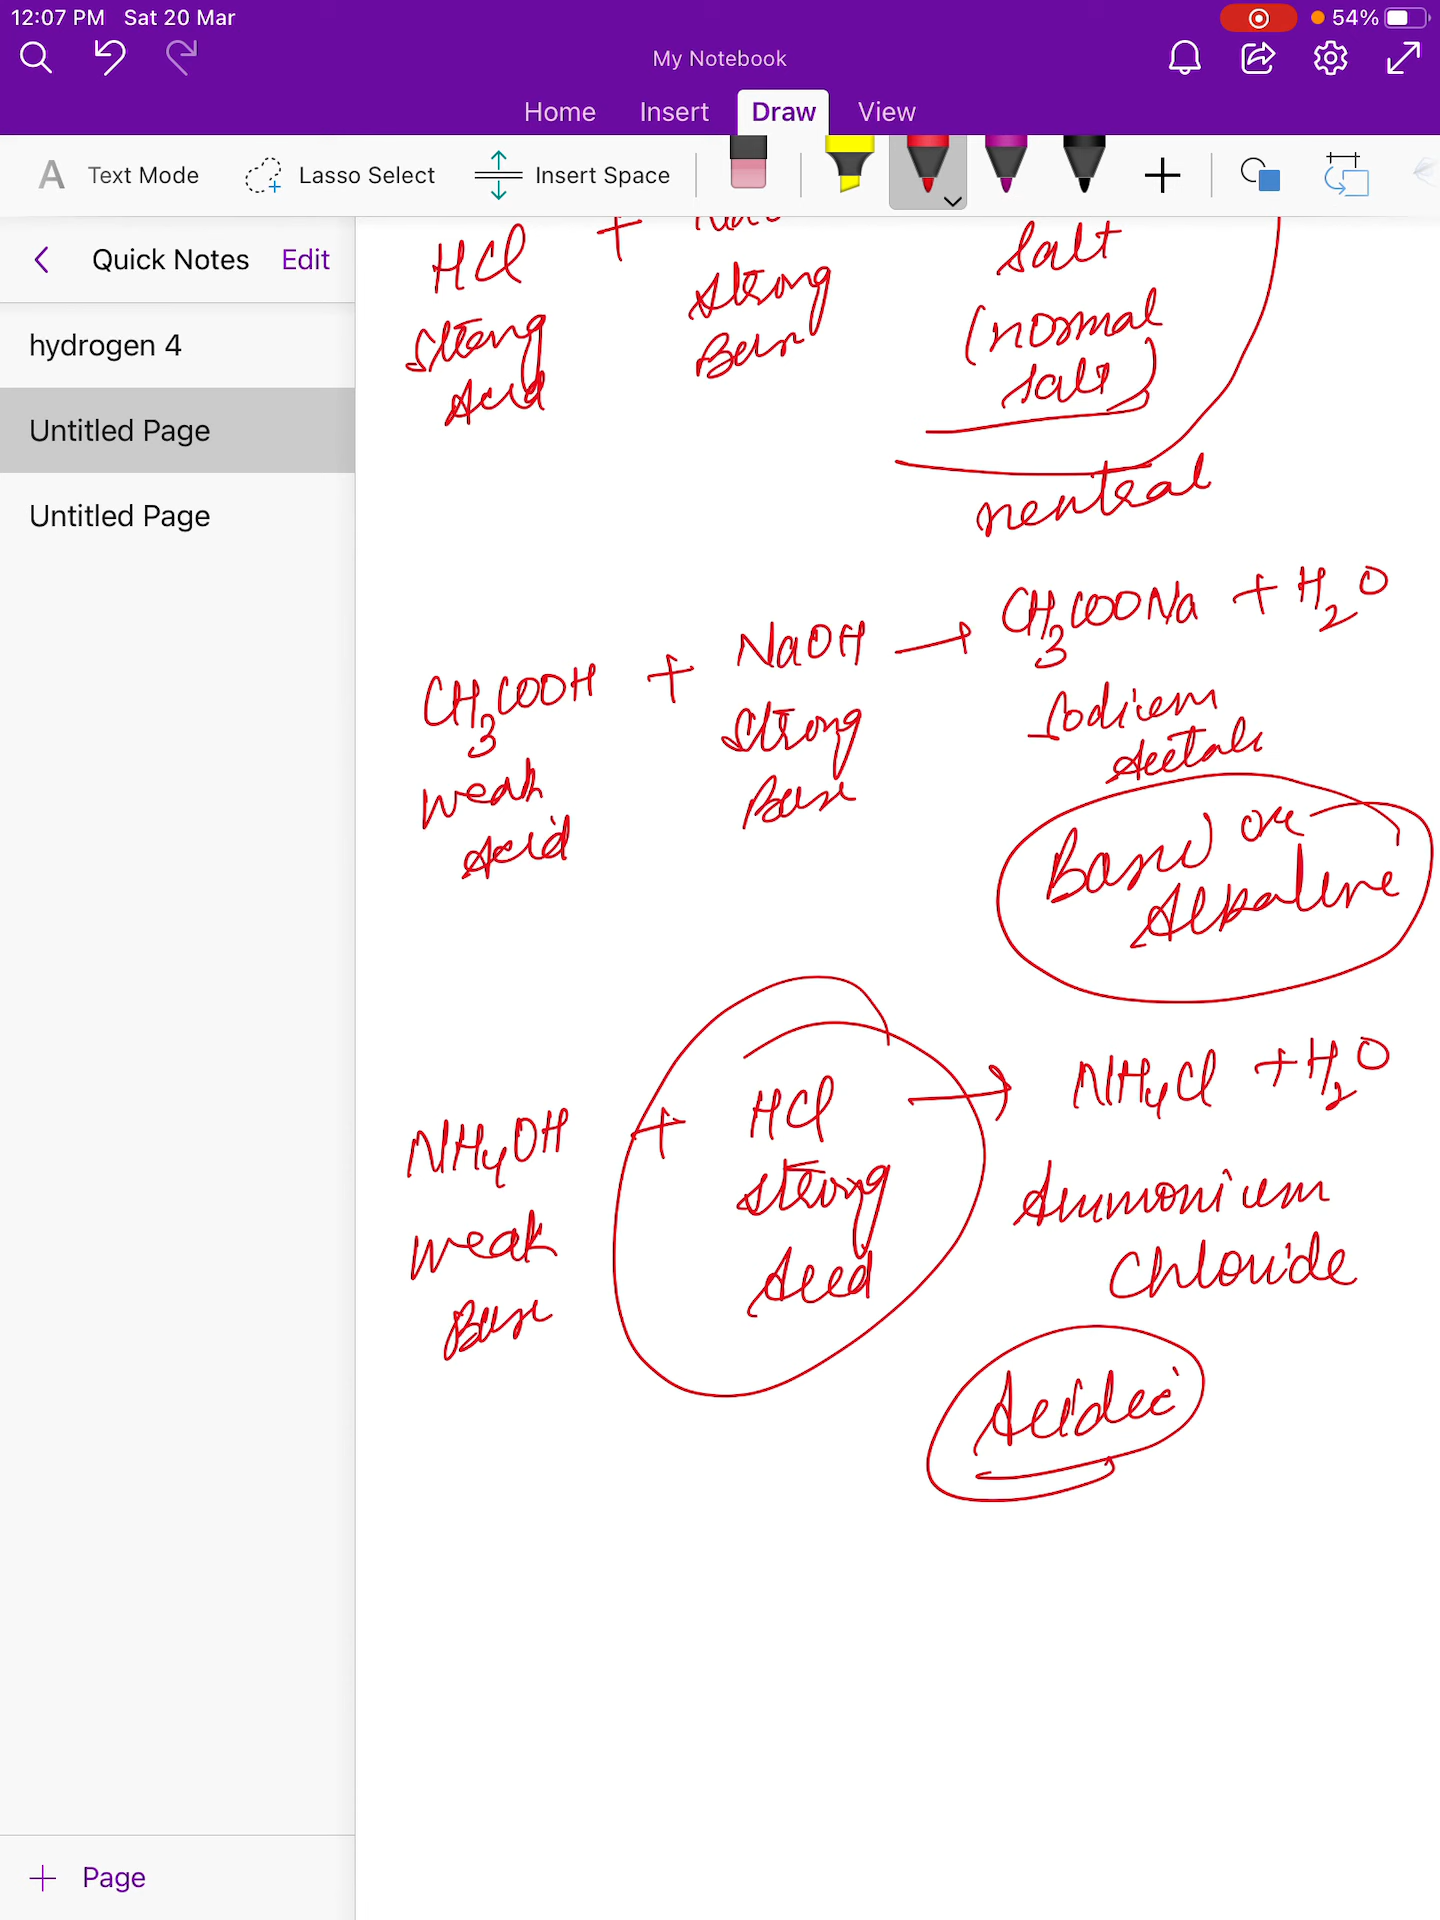 12:07 PM Sat 20 Mar
54%
My Notebook
Home Insert Draw View
A Text Mode Lasso Select Insert Space
Quick Notes Edit
hydrogen 4
Untitled Page
Untitled Page
HCl +
Strong
Acid
Strong
Base
Salt
(normal
salt)
neutral
CH3COOH + NaOH → CH3COONa + H2O
weak
Acid
Strong
Base
Sodium
Acetate
Basic or
Alkaline
NH4OH + HCl → NH4Cl + H2O
weak
Base
Strong
Acid
Ammonium
Chloride
Acidic
+ Page